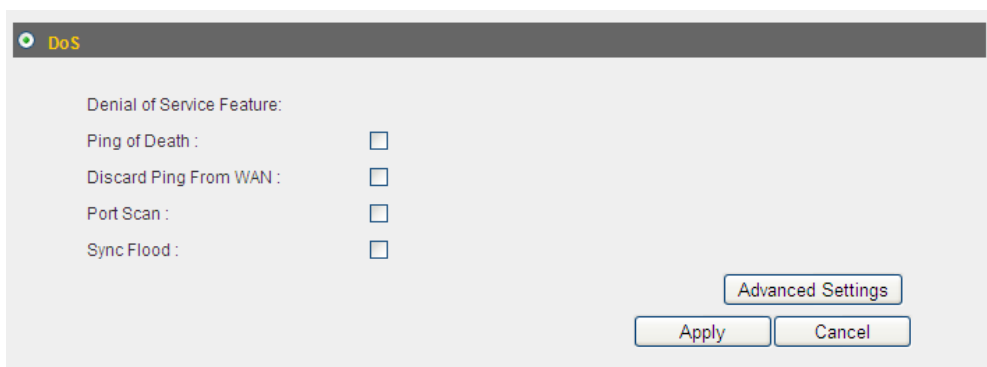 DoS
Denial of Service Feature:
Ping of Death :
Discard Ping From WAN :
Port Scan :
Sync Flood :
Advanced Settings
Apply Cancel